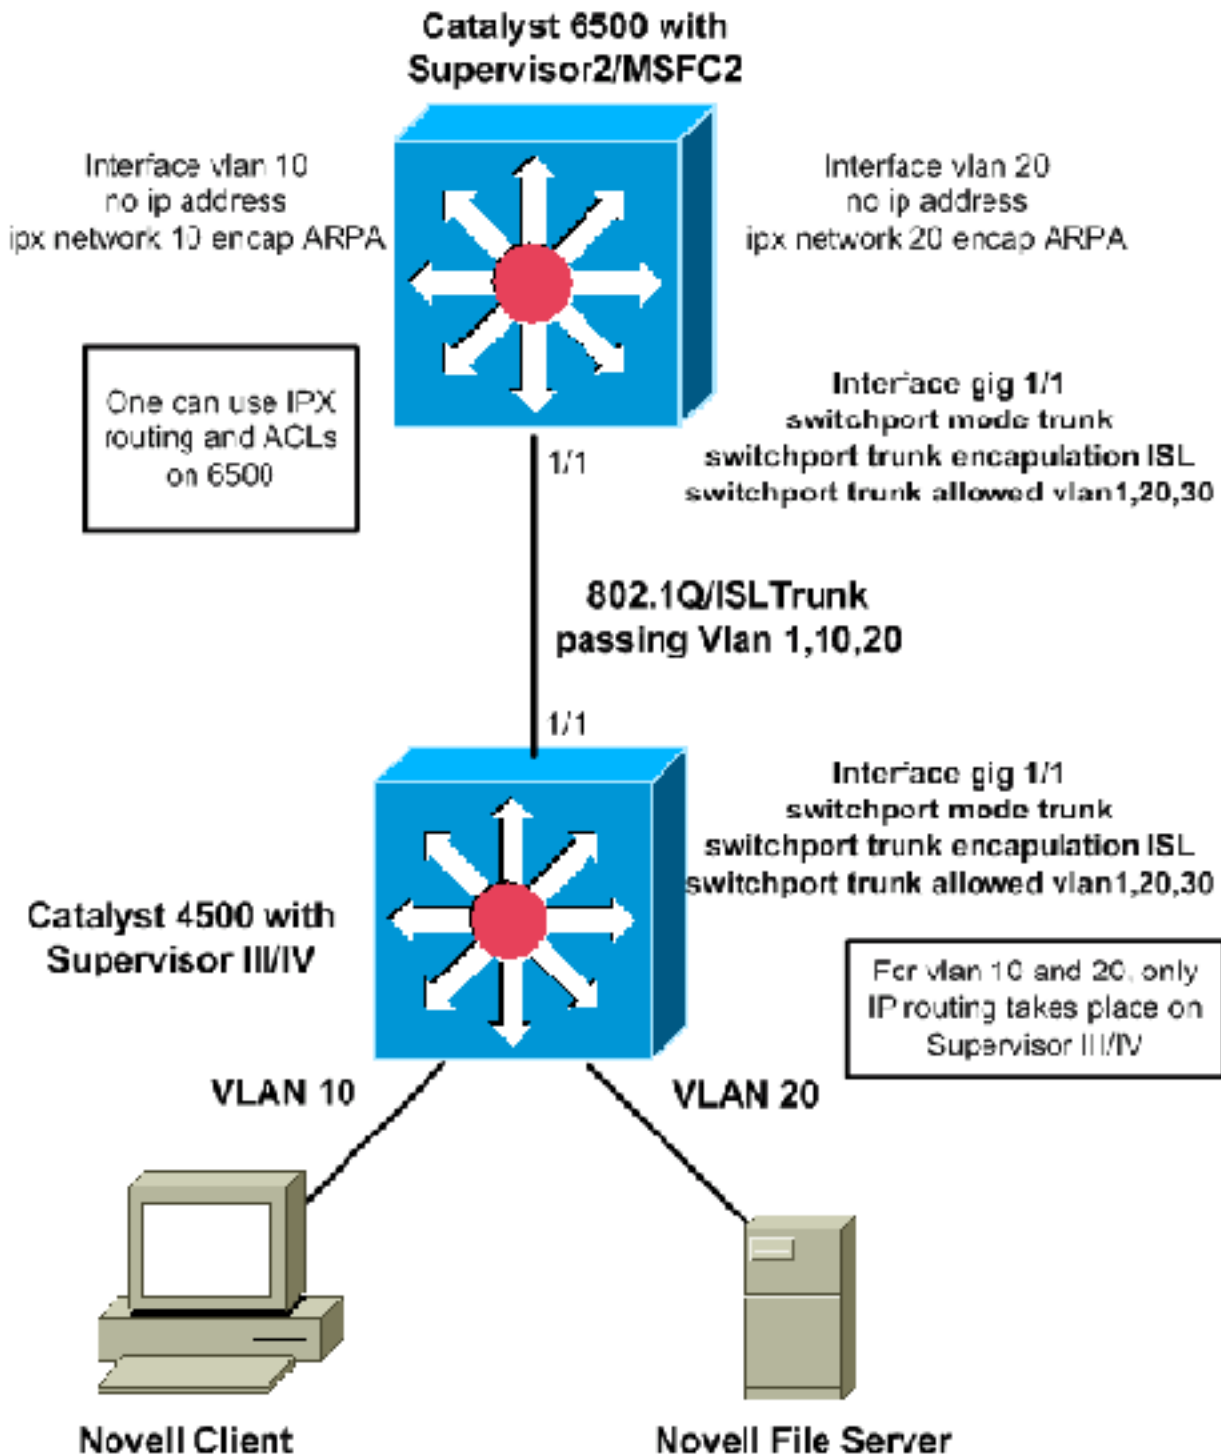 Catalyst 6500 with
Supervisor2/MSFC2
Interface vlan 10
no ip address
ipx network 10 encap ARPA
Interface vlan 20
no ip address
ipx network 20 encap ARPA
One can use IPX
routing and ACLs
on 6500
1/1
Interface gig 1/1
switchport mode trunk
switchport trunk encapulation ISL
switchport trunk allowed vlan1,20,30
802.1Q/ISLTrunk
passing Vlan 1,10,20
1/1
Interface gig 1/1
switchport mode trunk
switchport trunk encapulation ISL
switchport trunk allowed vlan1,20,30
Catalyst 4500 with
Supervisor III/IV
For vlan 10 and 20, only
IP routing takes place on
Supervisor III/IV
VLAN 10
VLAN 20
Novell Client
Novell File Server